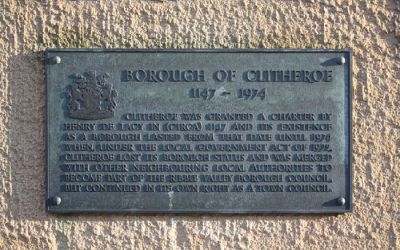 BOROUGH OF CLITHEROE
1147 - 1974
CLITHEROE WAS GRANTED A CHARTER BY
HENRY DE LACY IN (CIRCA) 1147 AND ITS EXISTENCE
AS A BOROUGH LASTED FROM THAT DATE UNTIL 1974
WHEN, UNDER THE LOCAL GOVERNMENT ACT OF 1972,
CLITHEROE LOST ITS BOROUGH STATUS AND WAS MERGED
WITH OTHER NEIGHBOURING LOCAL AUTHORITIES TO
BECOME PART OF THE RIBBLE VALLEY BOROUGH COUNCIL,
BUT CONTINUED IN ITS OWN RIGHT AS A TOWN COUNCIL.